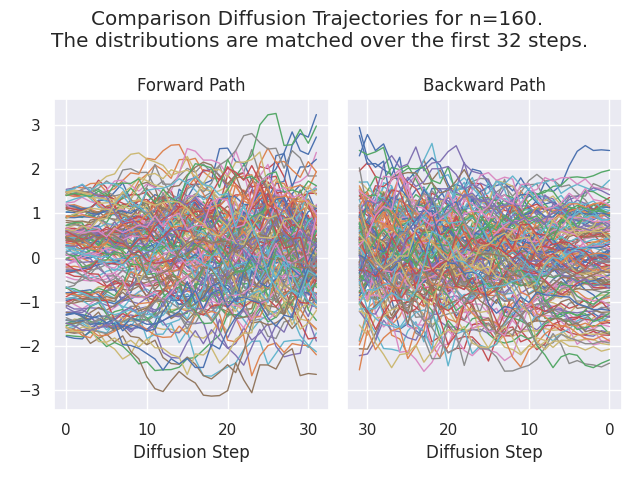 Comparison Diffusion Trajectories for n=160.
The distributions are matched over the first 32 steps.
Forward Path
Backward Path
3
2
1
0
−1
−2
−3
0 10 20 30
30 20 10 0
Diffusion Step
Diffusion Step